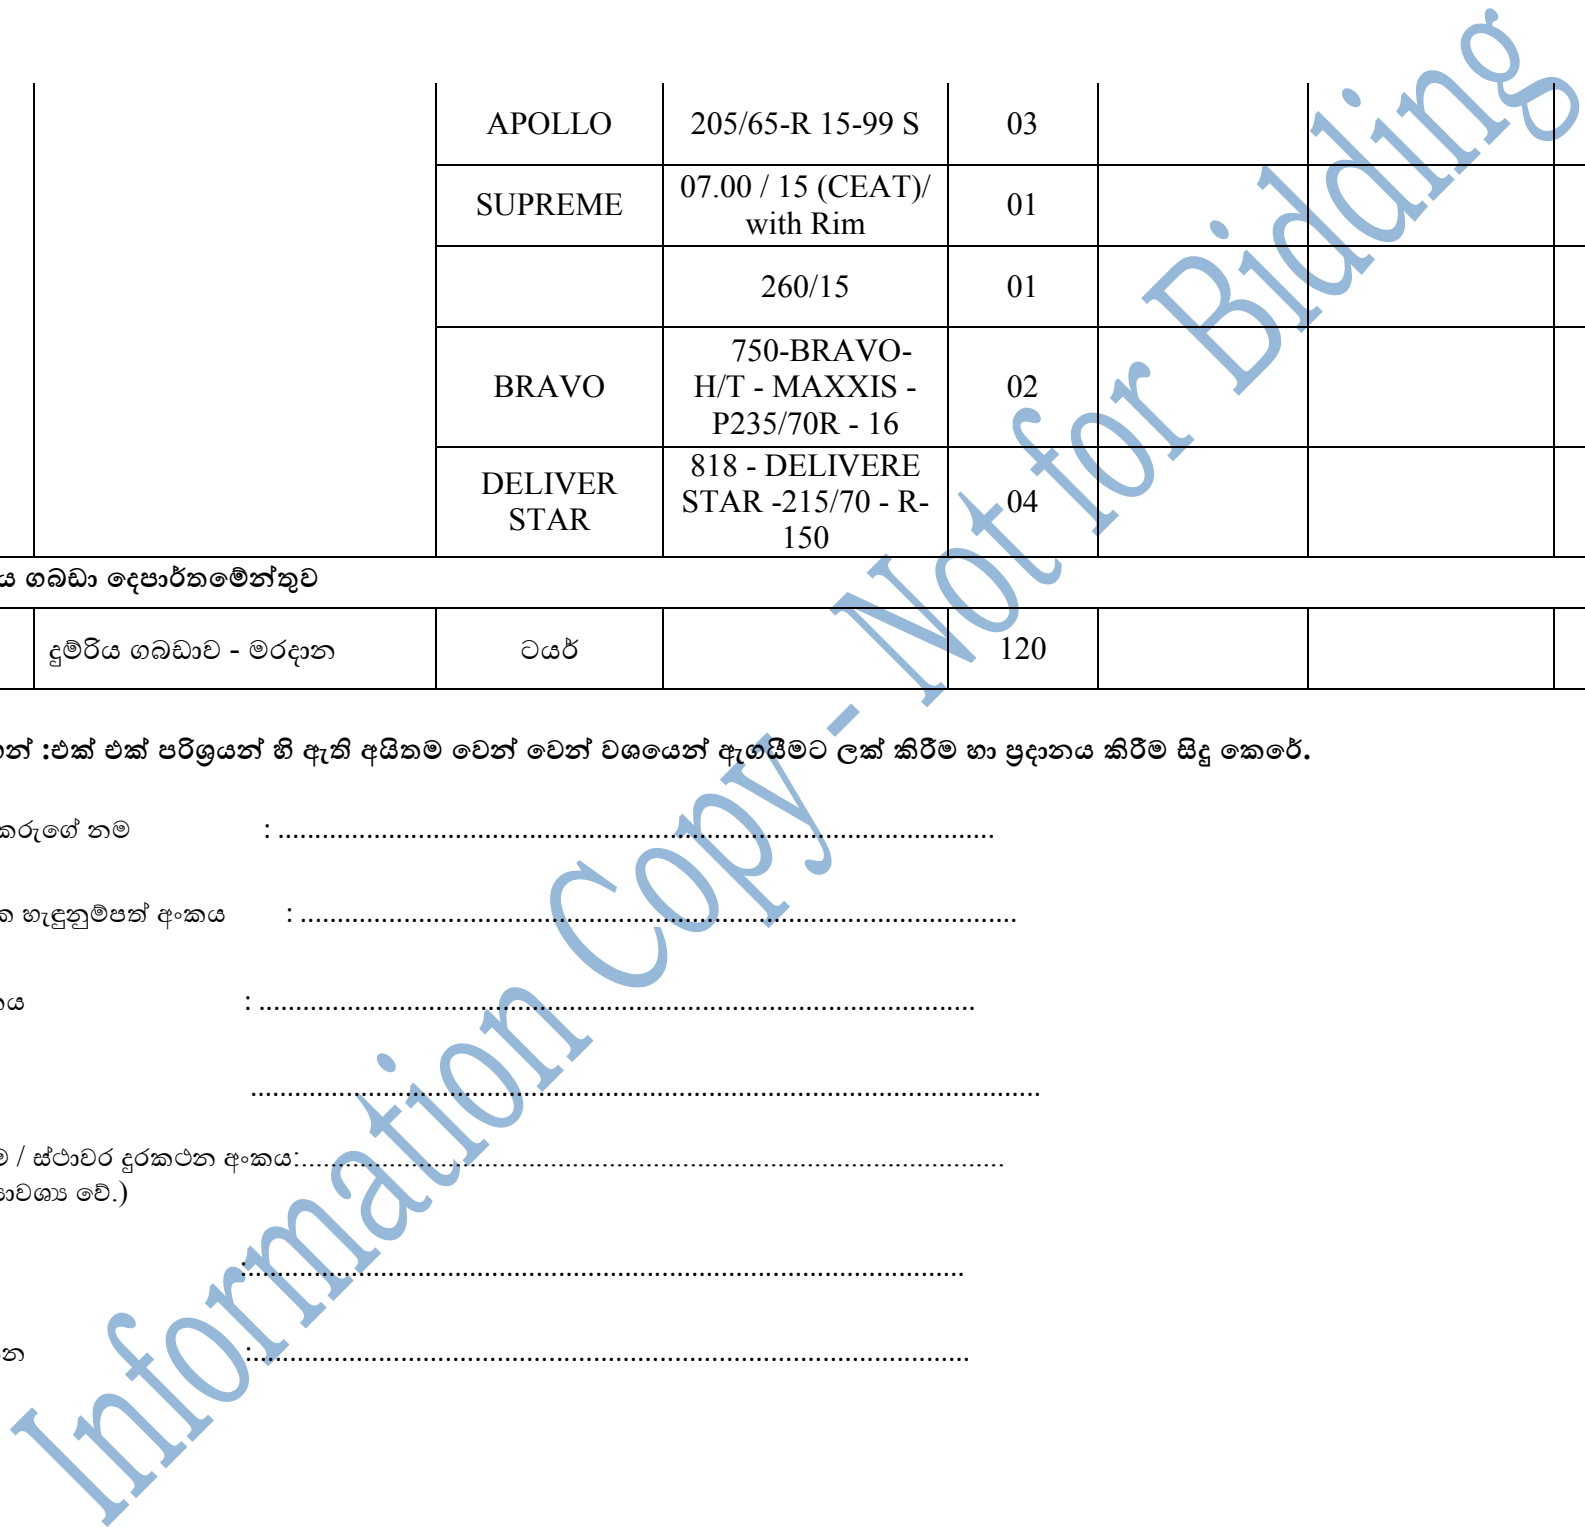 APOLLO 205/65-R 15-99 S 03
SUPREME 07.00 / 15 (CEAT)/ with Rim 01
260/15 01
BRAVO 750-BRAVO- H/T - MAXXIS - P235/70R - 16 02
DELIVER STAR 818 - DELIVERE STAR -215/70 - R- 150 04
ය ගබඩා දෙපාර්තමේන්තුව
දුම්රිය ගබඩාව - මරදාන ටයර් 120
:එක් එක් පරිශ්‍රයන් හි ඇති අයිතම වෙන් වෙන් වශයෙන් ඇගයීමට ලක් කිරීම හා ප්‍රදානය කිරීම සිදු කෙරේ.
කරුගේ නම : ................................................................................................
හැඳුනුම්පත් අංකය : ................................................................................................
: ................................................................................................
..........................................................................................................
/ ස්ථාවර දුරකථන අංකය:..............................................................................................
වේ.)
:................................................................................................
:................................................................................................
Information Copy - Not for Bidding